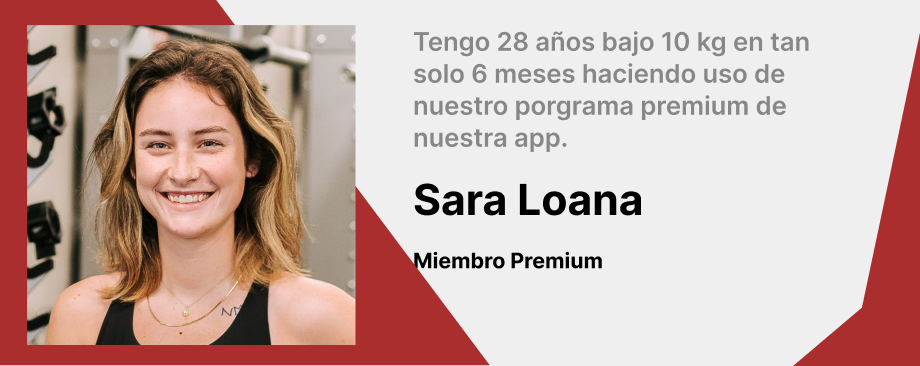 Tengo 28 años bajo 10 kg en tan
solo 6 meses haciendo uso de
nuestro porgrama premium de
nuestra app.
Sara Loana
Miembro Premium